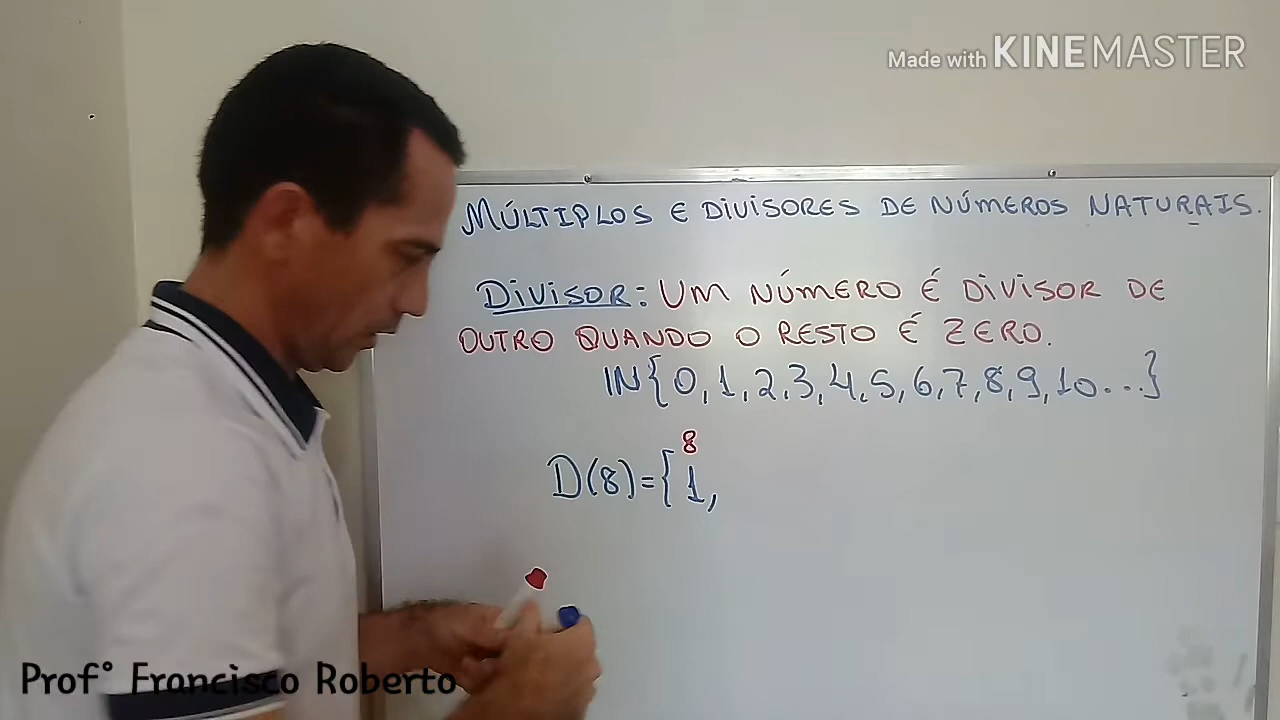 Made with KINEMASTER
MÚLTIPLOS E DIVISORES DE NÚMEROS NATURAIS.
DIVISOR: UM NÚMERO É DIVISOR DE
OUTRO QUANDO O RESTO É ZERO.
IN{0,1,2,3,4,5,6,7,8,9,10...}
8
D(8)={1,
Prof° Francisco Roberto